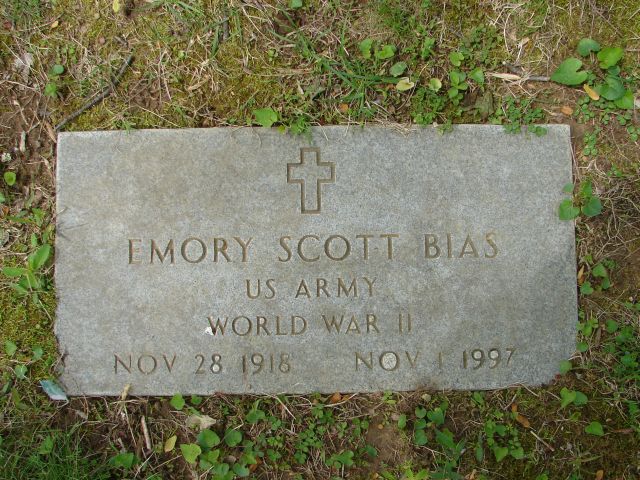 EMORY SCOTT BIAS
US ARMY
WORLD WAR II
NOV 28 1918 NOV 1 1997